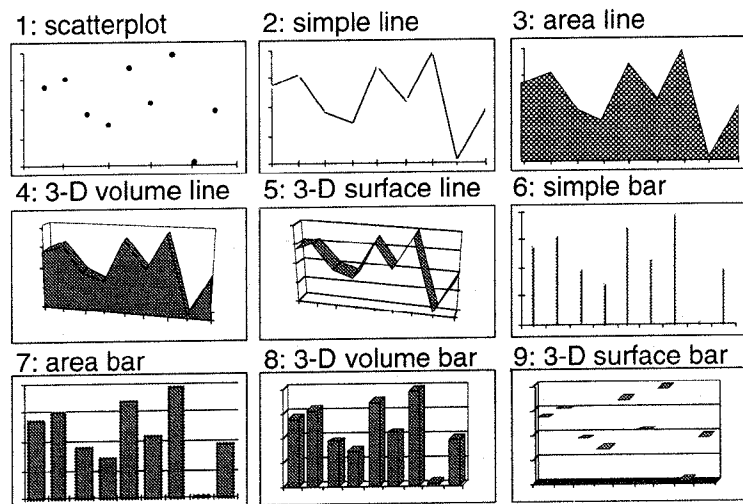 1: scatterplot
2: simple line
3: area line
4: 3-D volume line
5: 3-D surface line
6: simple bar
7: area bar
8: 3-D volume bar
9: 3-D surface bar